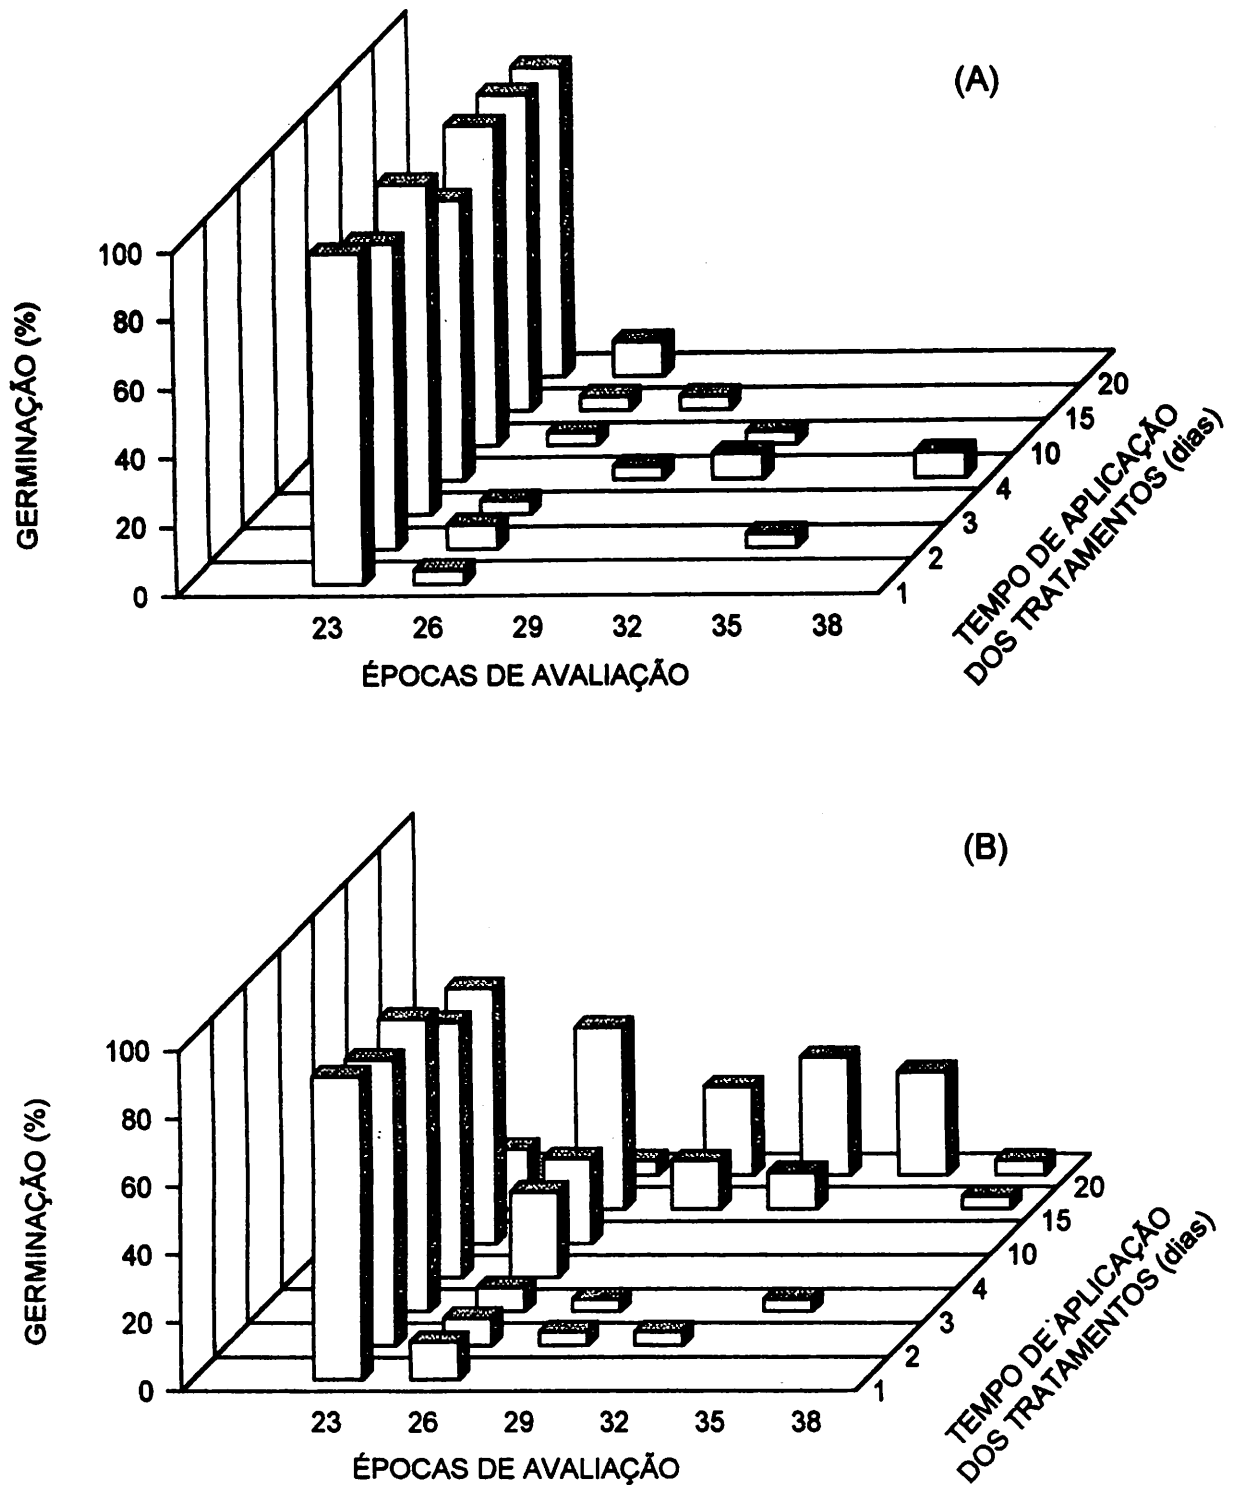 (A)
GERMINAÇÃO (%)
100
80
60
40
20
0
23 26 29 32 35 38
ÉPOCAS DE AVALIAÇÃO
1 2 3 4 10 15 20
TEMPO DE APLICAÇÃO
DOS TRATAMENTOS (dias)
(B)
GERMINAÇÃO (%)
100
80
60
40
20
0
23 26 29 32 35 38
ÉPOCAS DE AVALIAÇÃO
1 2 3 4 10 15 20
TEMPO DE APLICAÇÃO
DOS TRATAMENTOS (dias)